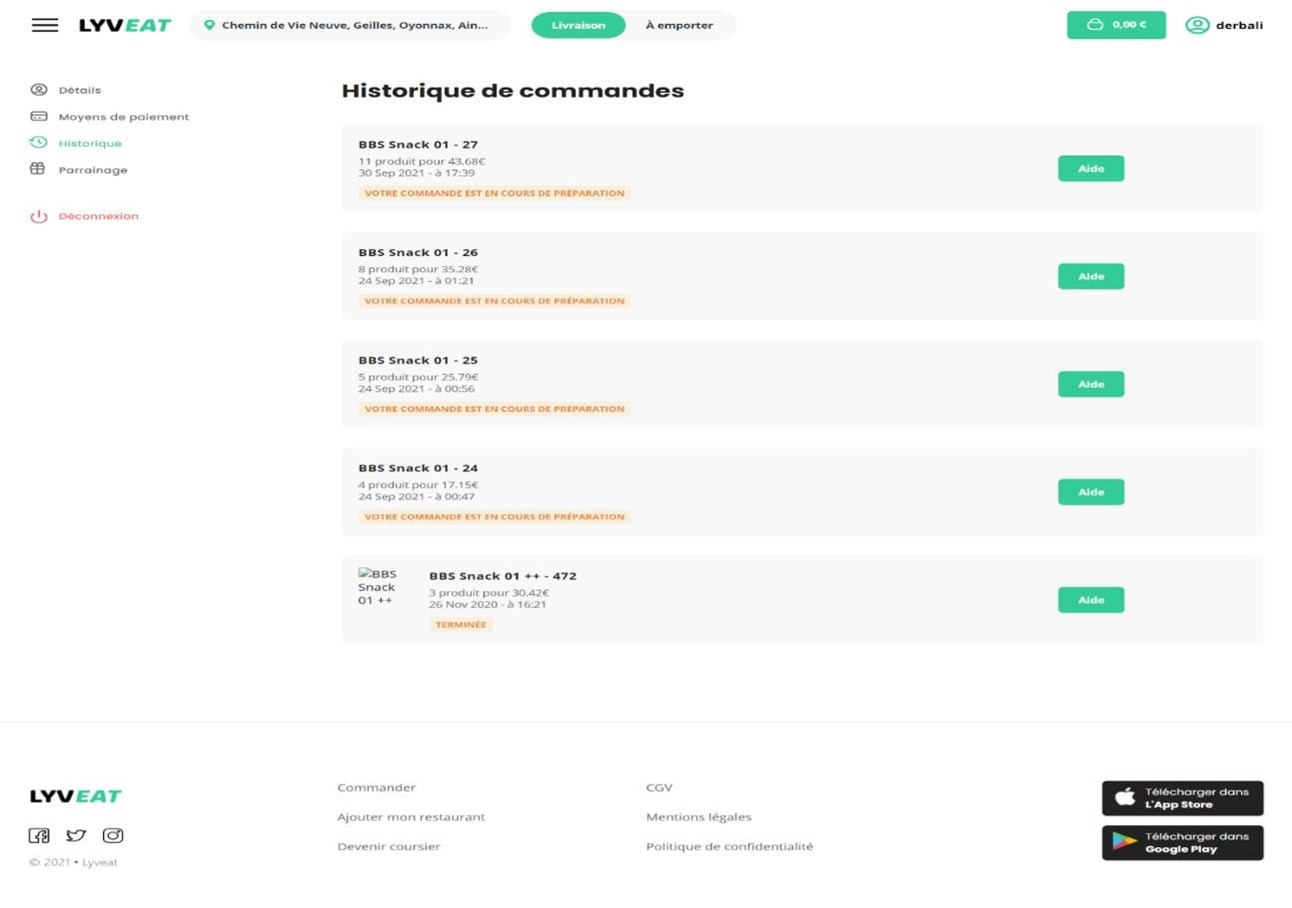 LYVEAT
Chemin de Vie Neuve, Geilles, Oyonnax, Ain...
Livraison
À emporter
0,00 €
derbali
Détails
Moyens de paiement
Historique
Parrainage
Déconnexion
Historique de commandes
BBS Snack 01 - 27
11 produit pour 43.68€
30 Sep 2021 - à 17:39
VOTRE COMMANDE EST EN COURS DE PRÉPARATION
Aide
BBS Snack 01 - 26
8 produit pour 35.28€
24 Sep 2021 - à 01:21
VOTRE COMMANDE EST EN COURS DE PRÉPARATION
Aide
BBS Snack 01 - 25
5 produit pour 25.79€
24 Sep 2021 - à 00:56
VOTRE COMMANDE EST EN COURS DE PRÉPARATION
Aide
BBS Snack 01 - 24
4 produit pour 17.15€
24 Sep 2021 - à 00:47
VOTRE COMMANDE EST EN COURS DE PRÉPARATION
Aide
BBS
Snack
01 ++
BBS Snack 01 ++ - 472
3 produit pour 30.42€
26 Nov 2020 - à 16:21
TERMINÉE
Aide
LYVEAT
© 2021 • Lyveat
Commander
Ajouter mon restaurant
Devenir coursier
CGV
Mentions légales
Politique de confidentialité
Télécharger dans
L'App Store
Télécharger dans
Google Play